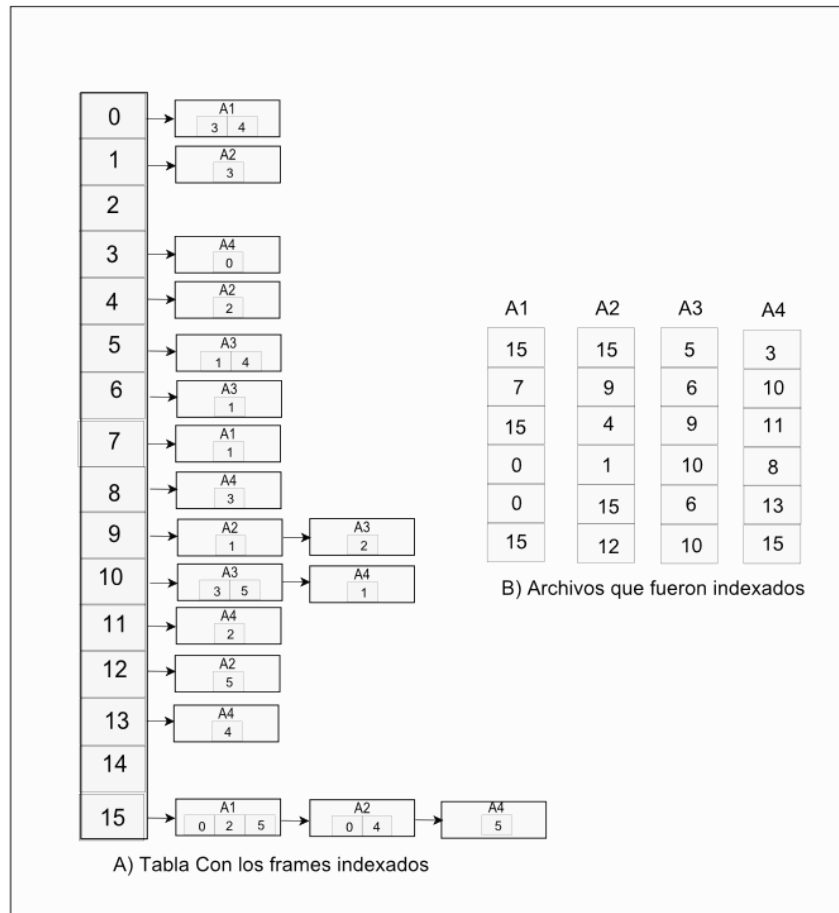 0 A1
3 4
1 A2
3
2
3 A4
0
4 A2
2
5 A3
1 4
6 A3
1
7 A1
1
8 A4
3
9 A2 A3
1 2
10 A3 A4
3 5 1
11 A4
2
12 A2
5
13 A4
4
14
15 A1 A2 A4
0 2 5 0 4 5
A) Tabla Con los frames indexados
A1 A2 A3 A4
15 15 5 3
7 9 6 10
15 4 9 11
0 1 10 8
0 15 6 13
15 12 10 15
B) Archivos que fueron indexados